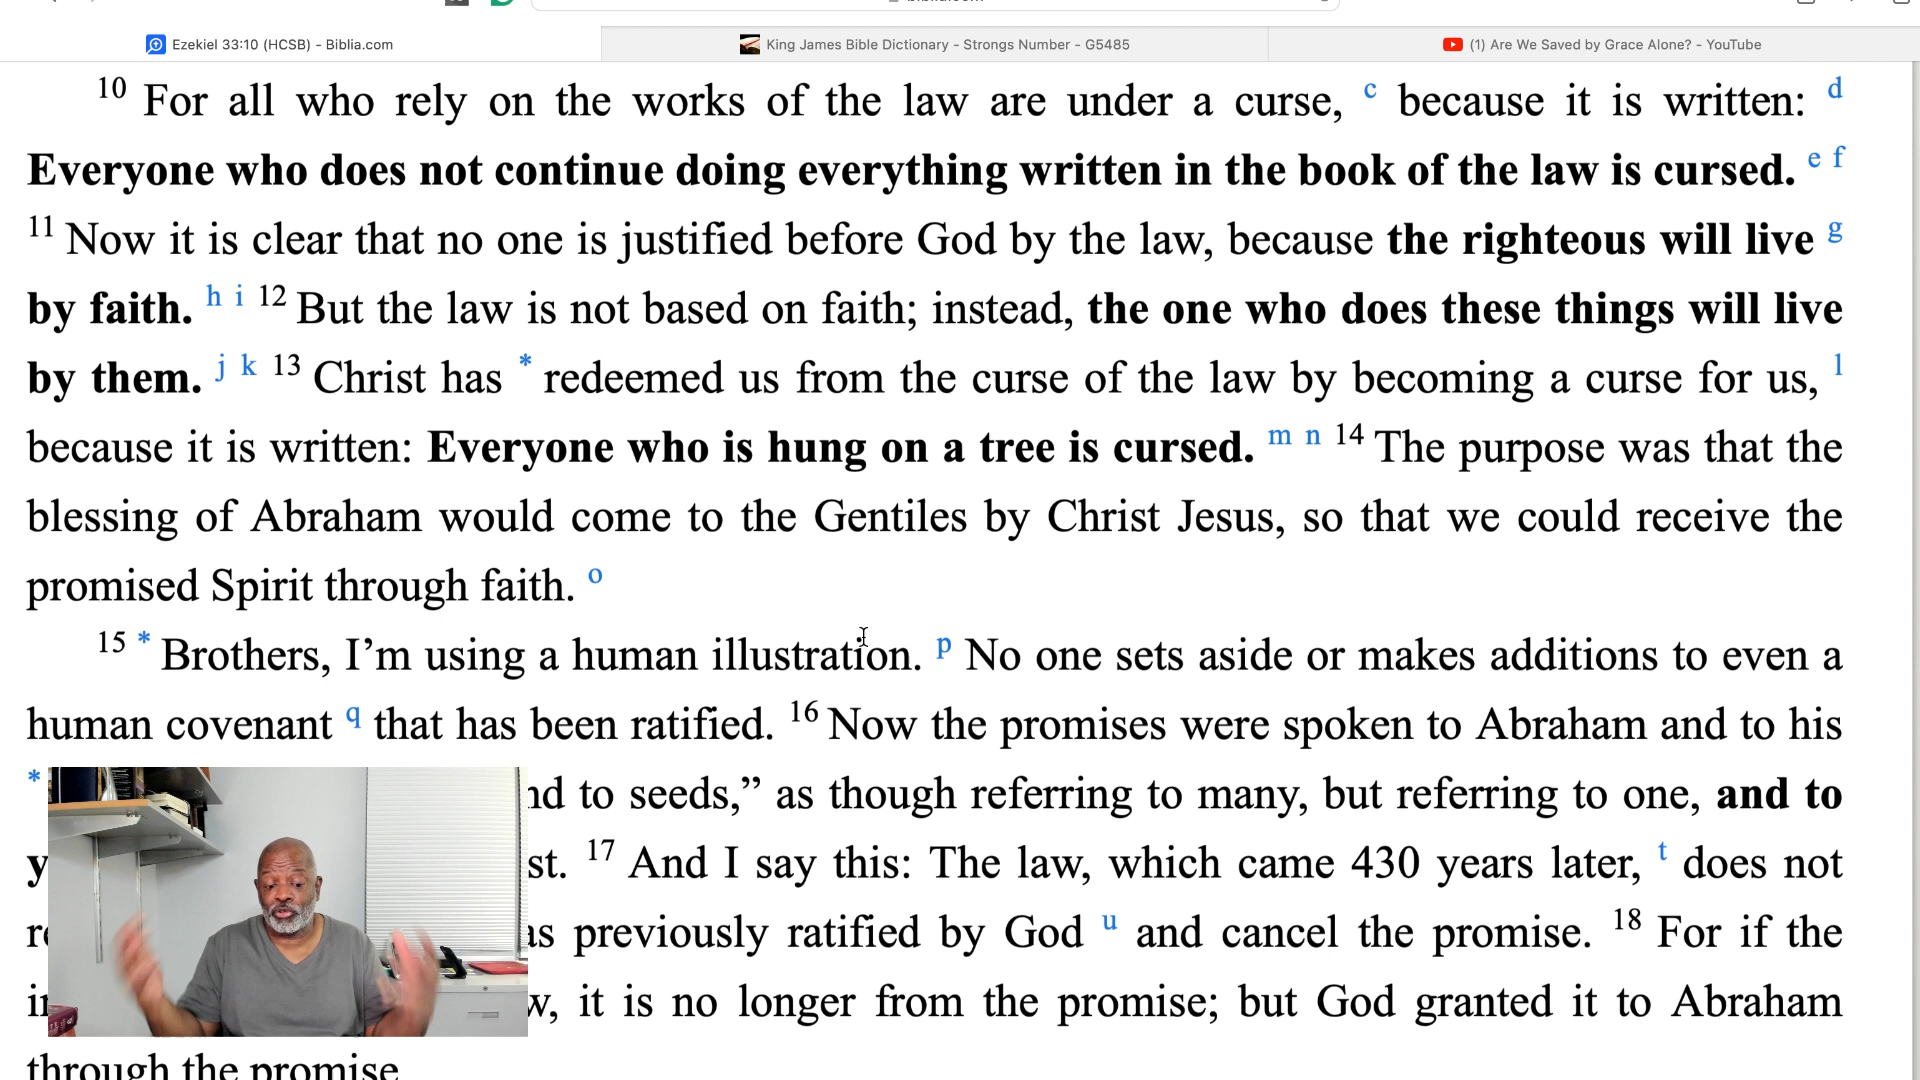 Ezekiel 33:10 (HCSB) - Biblia.com
King James Bible Dictionary - Strongs Number - G5485
(1) Are We Saved by Grace Alone? - YouTube
10 For all who rely on the works of the law are under a curse, c because it is written: d
Everyone who does not continue doing everything written in the book of the law is cursed. e f
11 Now it is clear that no one is justified before God by the law, because the righteous will live g
by faith. h i 12 But the law is not based on faith; instead, the one who does these things will live
by them. j k 13 Christ has * redeemed us from the curse of the law by becoming a curse for us, l
because it is written: Everyone who is hung on a tree is cursed. m n 14 The purpose was that the
blessing of Abraham would come to the Gentiles by Christ Jesus, so that we could receive the
promised Spirit through faith. o
15 * Brothers, I’m using a human illustration. p No one sets aside or makes additions to even a
human covenant q that has been ratified. 16 Now the promises were spoken to Abraham and to his
* to seeds,” as though referring to many, but referring to one, and to
17 And I say this: The law, which came 430 years later, t does not
previously ratified by God u and cancel the promise. 18 For if the
it is no longer from the promise; but God granted it to Abraham
through the promise